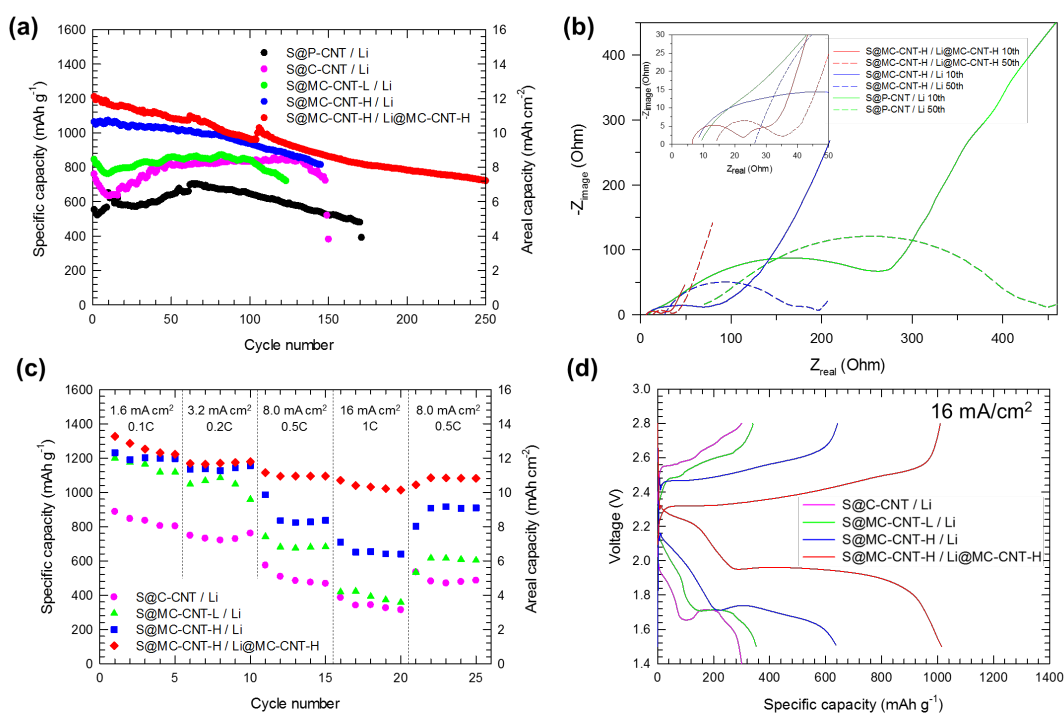 (a)
1600
1400
1200
1000
800
600
400
200
0
Specific capacity (mAh g⁻¹)
16
14
12
10
8
6
4
2
0
Areal capacity (mAh cm⁻²)
S@P-CNT / Li
S@C-CNT / Li
S@MC-CNT-L / Li
S@MC-CNT-H / Li
S@MC-CNT-H / Li@MC-CNT-H
0 50 100 150 200 250
Cycle number
(b)
400
300
200
100
0
-Zimage (Ohm)
30
25
20
15
10
5
0
-Zimage (Ohm)
0 10 20 30 40 50
Zreal (Ohm)
S@MC-CNT-H / Li@MC-CNT-H 10th
S@MC-CNT-H / Li@MC-CNT-H 50th
S@MC-CNT-H / Li 10th
S@MC-CNT-H / Li 50th
S@P-CNT / Li 10th
S@P-CNT / Li 50th
0 100 200 300 400
Zreal (Ohm)
(c)
1600
1400
1200
1000
800
600
400
200
0
Specific capacity (mAh g⁻¹)
16
14
12
10
8
6
4
2
0
Areal capacity (mAh cm⁻²)
1.6 mA cm² 3.2 mA cm² 8.0 mA cm² 16 mA cm² 8.0 mA cm²
0.1C 0.2C 0.5C 1C 0.5C
S@C-CNT / Li
S@MC-CNT-L / Li
S@MC-CNT-H / Li
S@MC-CNT-H / Li@MC-CNT-H
0 5 10 15 20 25
Cycle number
(d)
3.0
2.8
2.6
2.4
2.2
2.0
1.8
1.6
1.4
Voltage (V)
16 mA/cm²
S@C-CNT / Li
S@MC-CNT-L / Li
S@MC-CNT-H / Li
S@MC-CNT-H / Li@MC-CNT-H
0 200 400 600 800 1000 1200 1400
Specific capacity (mAh g⁻¹)